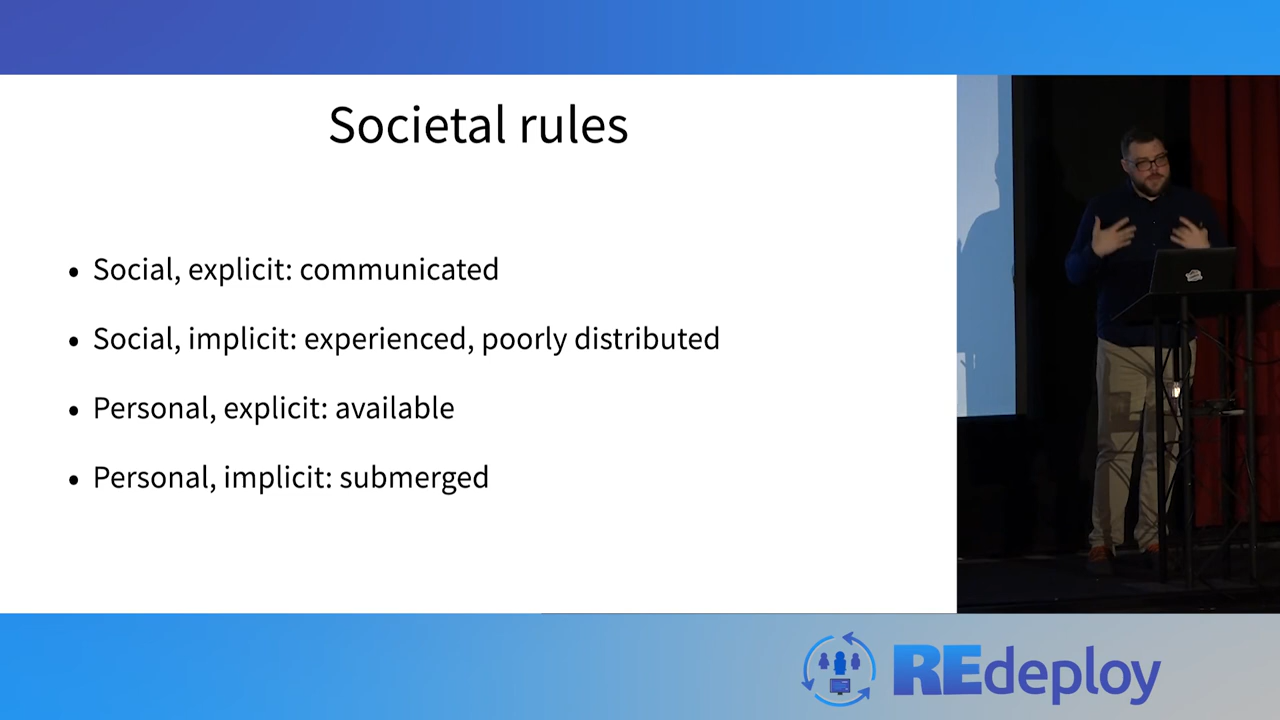 Societal rules
• Social, explicit: communicated
• Social, implicit: experienced, poorly distributed
• Personal, explicit: available
• Personal, implicit: submerged
REdeploy